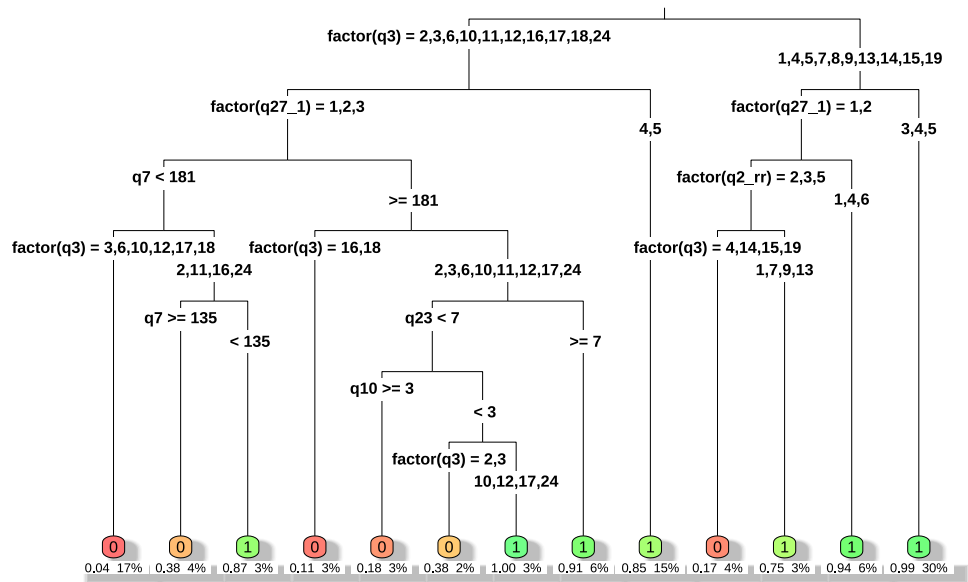 factor(q3) = 2,3,6,10,11,12,16,17,18,24
1,4,5,7,8,9,13,14,15,19
factor(q27_1) = 1,2,3
4,5
factor(q27_1) = 1,2
3,4,5
q7 < 181
>= 181
factor(q2_rr) = 2,3,5
1,4,6
factor(q3) = 3,6,10,12,17,18
2,11,16,24
factor(q3) = 16,18
2,3,6,10,11,12,17,24
factor(q3) = 4,14,15,19
1,7,9,13
q7 >= 135
< 135
q23 < 7
>= 7
q10 >= 3
< 3
factor(q3) = 2,3
10,12,17,24
0 0 1 0 0 0 1 1 1 0 1 1 1
0.04 17% 0.38 4% 0.87 3% 0.11 3% 0.18 3% 0.38 2% 1.00 3% 0.91 6% 0.85 15% 0.17 4% 0.75 3% 0.94 6% 0.99 30%